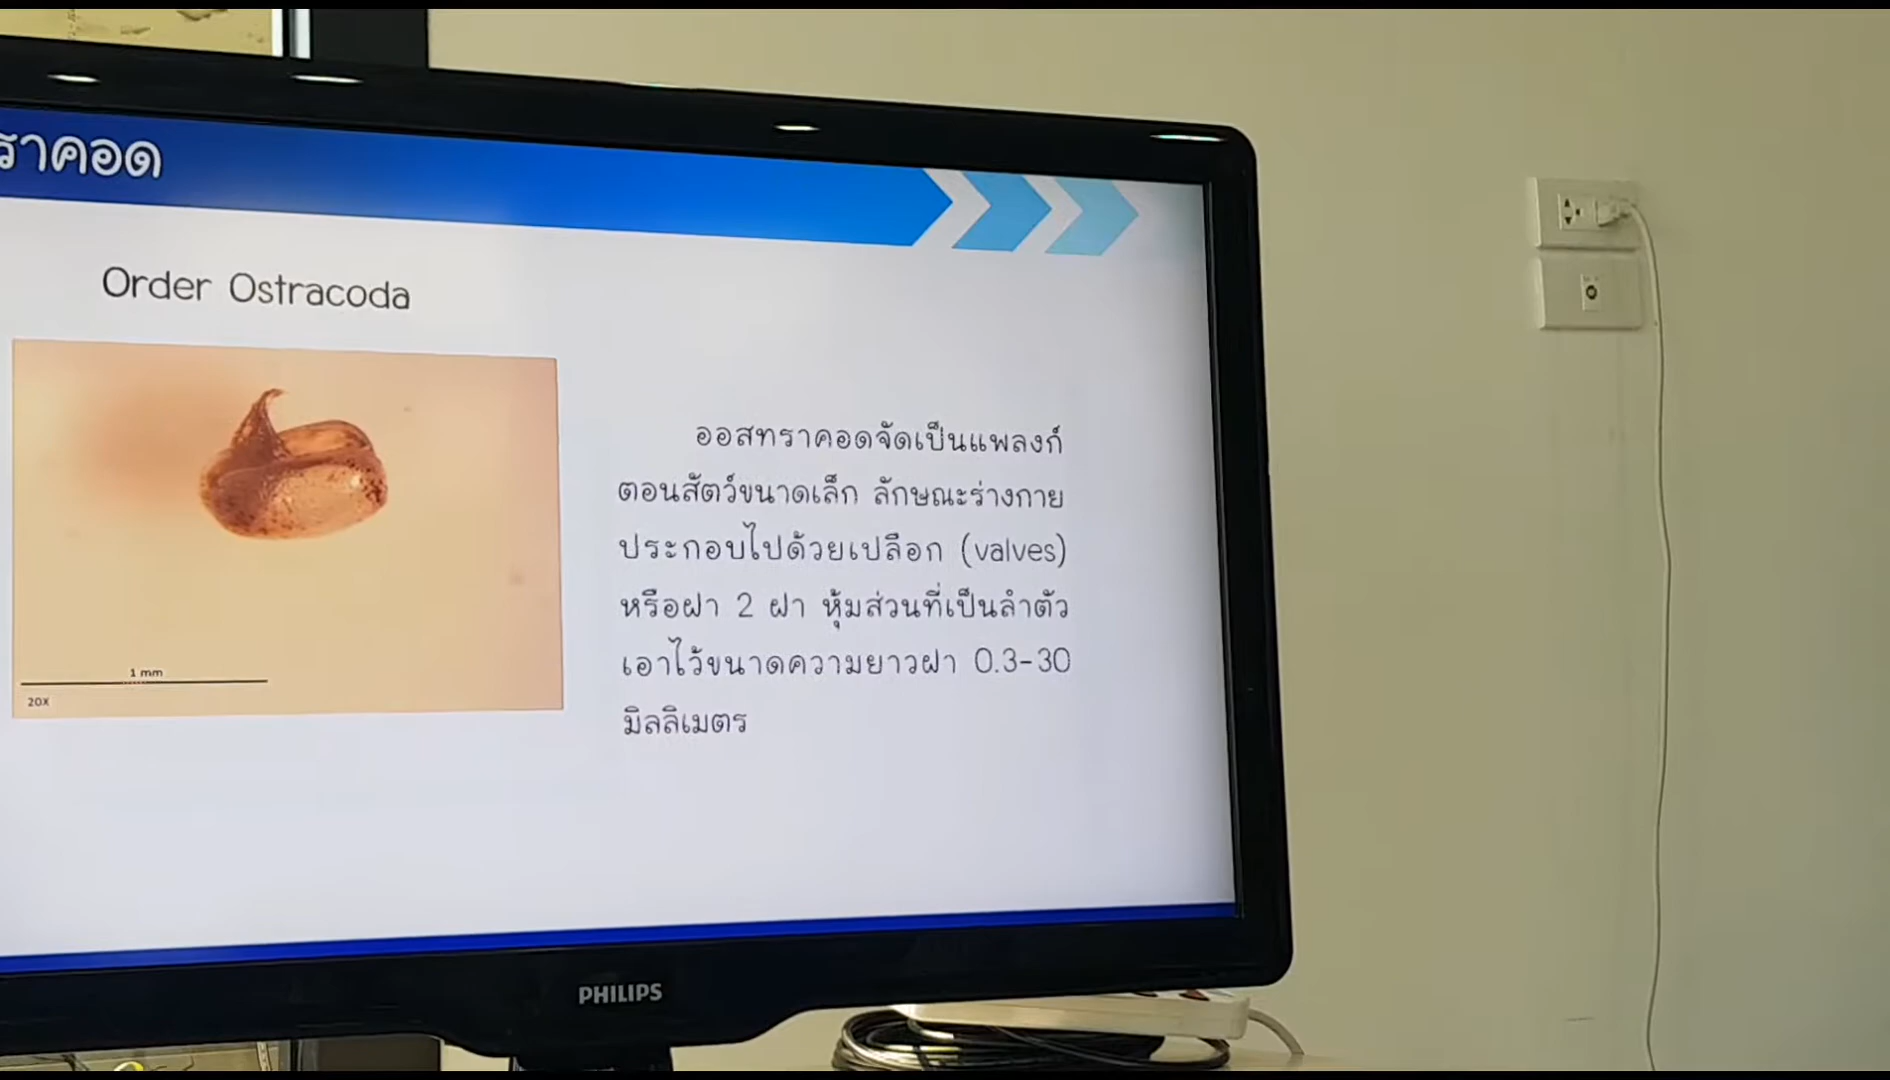 ราคอด
Order Ostracoda
1 mm
20X
ออสทราคอดจัดเป็นแพลงก์
ตอนสัตว์ขนาดเล็ก ลักษณะร่างกาย
ประกอบไปด้วยเปลือก (valves)
หรือฝา 2 ฝา หุ้มส่วนที่เป็นลำตัว
เอาไว้ขนาดความยาวฝา 0.3-30
มิลลิเมตร
PHILIPS